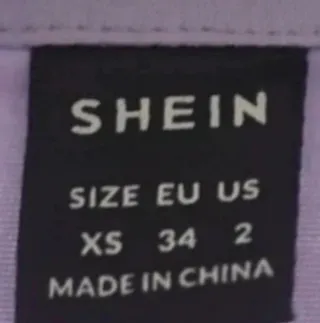 SHEIN
SIZE EU US
XS 34 2
MADE IN CHINA